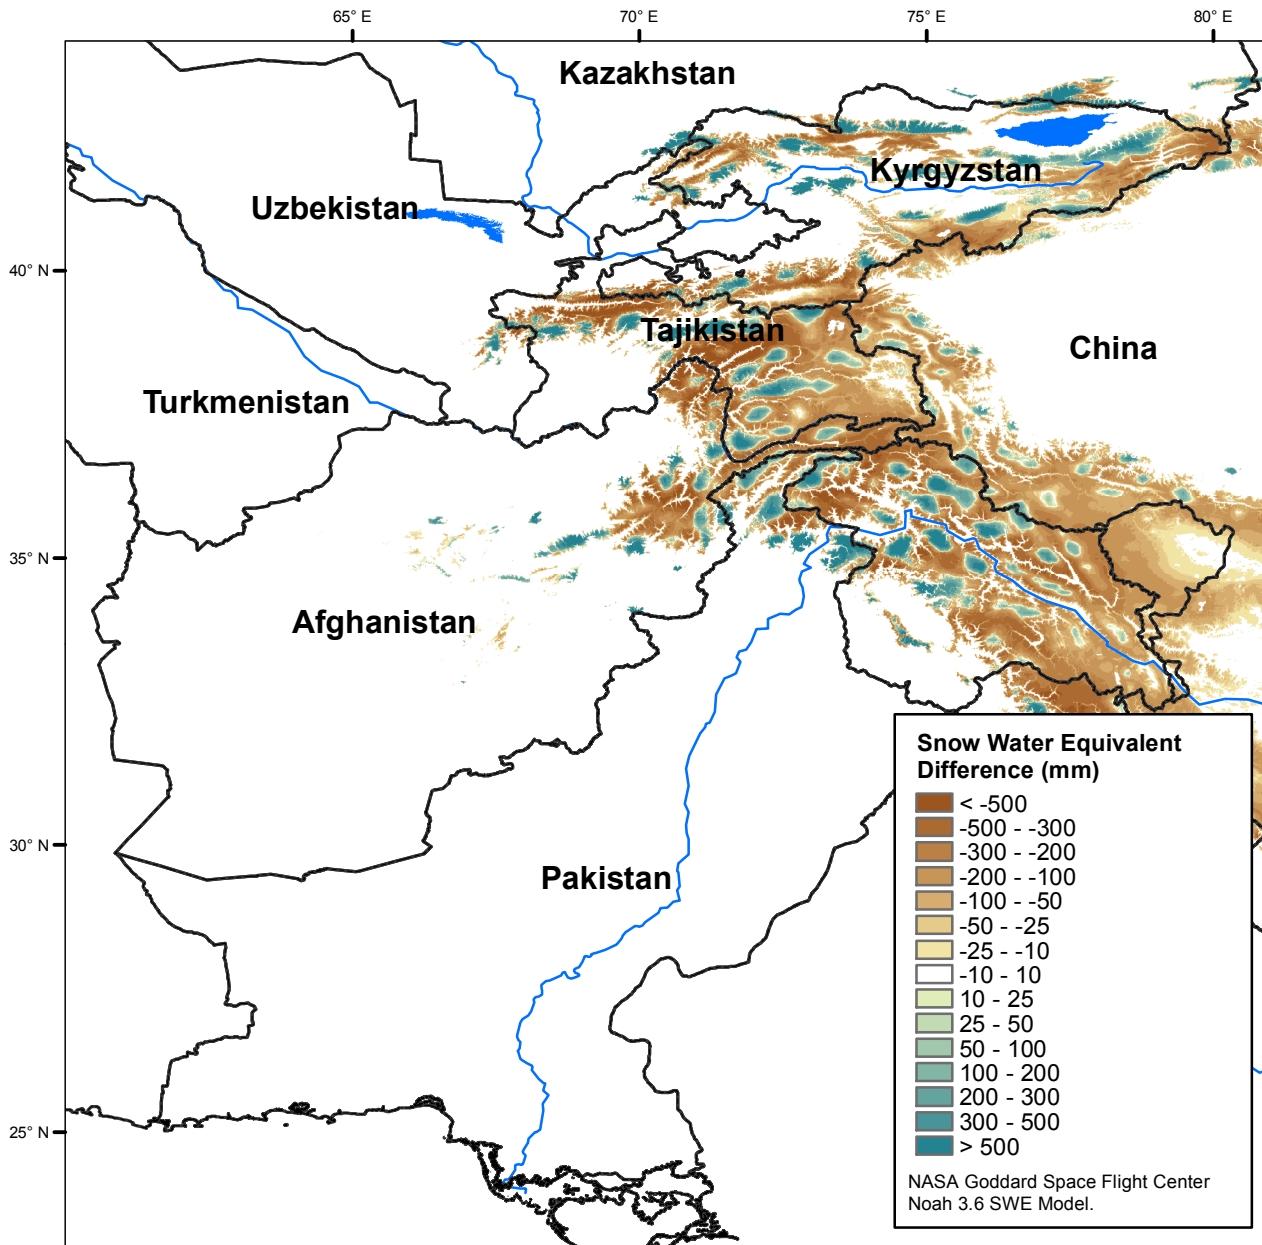 65° E
70° E
75° E
80° E
Kazakhstan
Kyrgyzstan
Uzbekistan
40° N
Tajikistan
China
Turkmenistan
35° N
Afghanistan
30° N
Pakistan
25° N
Snow Water Equivalent
Difference (mm)
< -500
-500 - -300
-300 - -200
-200 - -100
-100 - -50
-50 - -25
-25 - -10
-10 - 10
10 - 25
25 - 50
50 - 100
100 - 200
200 - 300
300 - 500
> 500
NASA Goddard Space Flight Center
Noah 3.6 SWE Model.